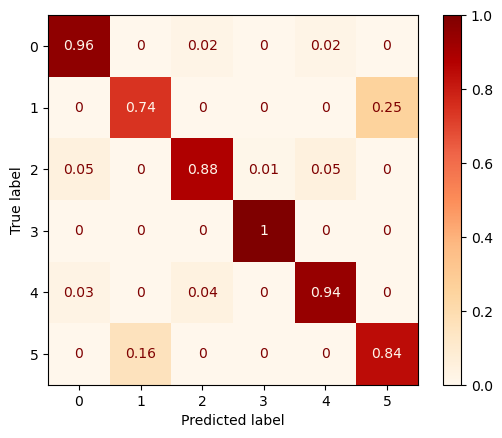 0 0.96 0 0.02 0 0.02 0
1 0 0.74 0 0 0 0.25
2 0.05 0 0.88 0.01 0.05 0
3 0 0 0 1 0 0
4 0.03 0 0.04 0 0.94 0
5 0 0.16 0 0 0 0.84
0 1 2 3 4 5
True label
Predicted label
1.0
0.8
0.6
0.4
0.2
0.0